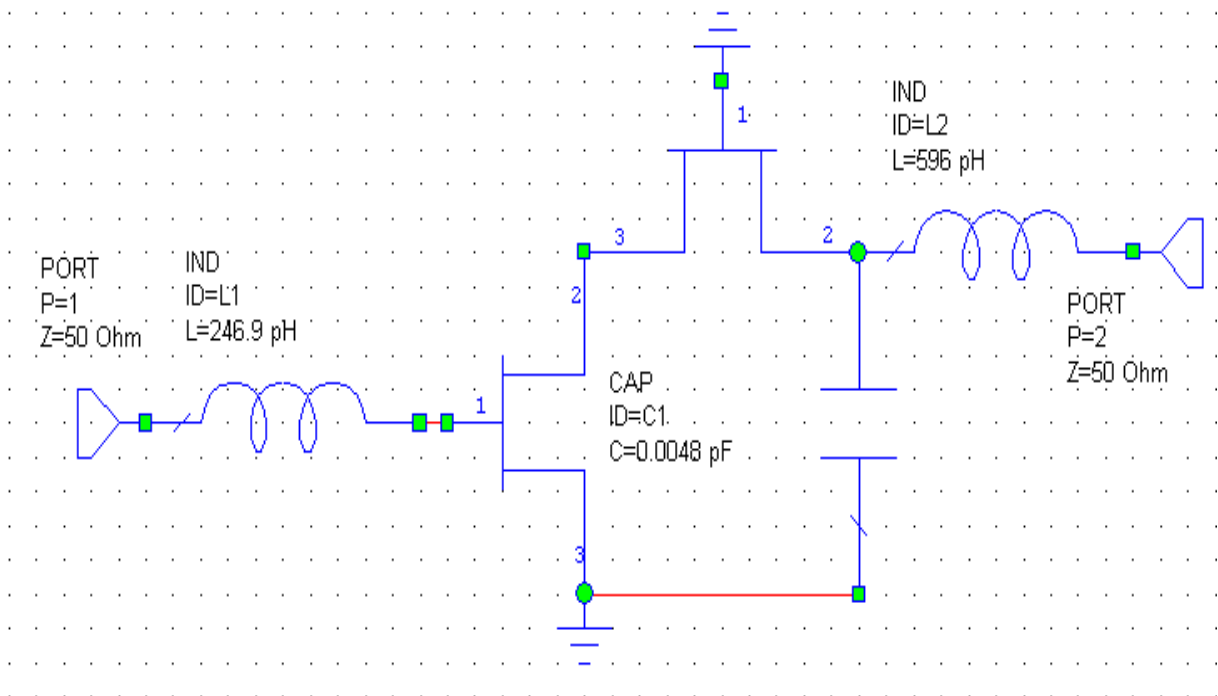 1
IND
ID=L2
L=596 pH
3
2
PORT
P=1
Z=50 Ohm
IND
ID=L1
L=246.9 pH
2
PORT
P=2
Z=50 Ohm
1
CAP
ID=C1
C=0.0048 pF
3